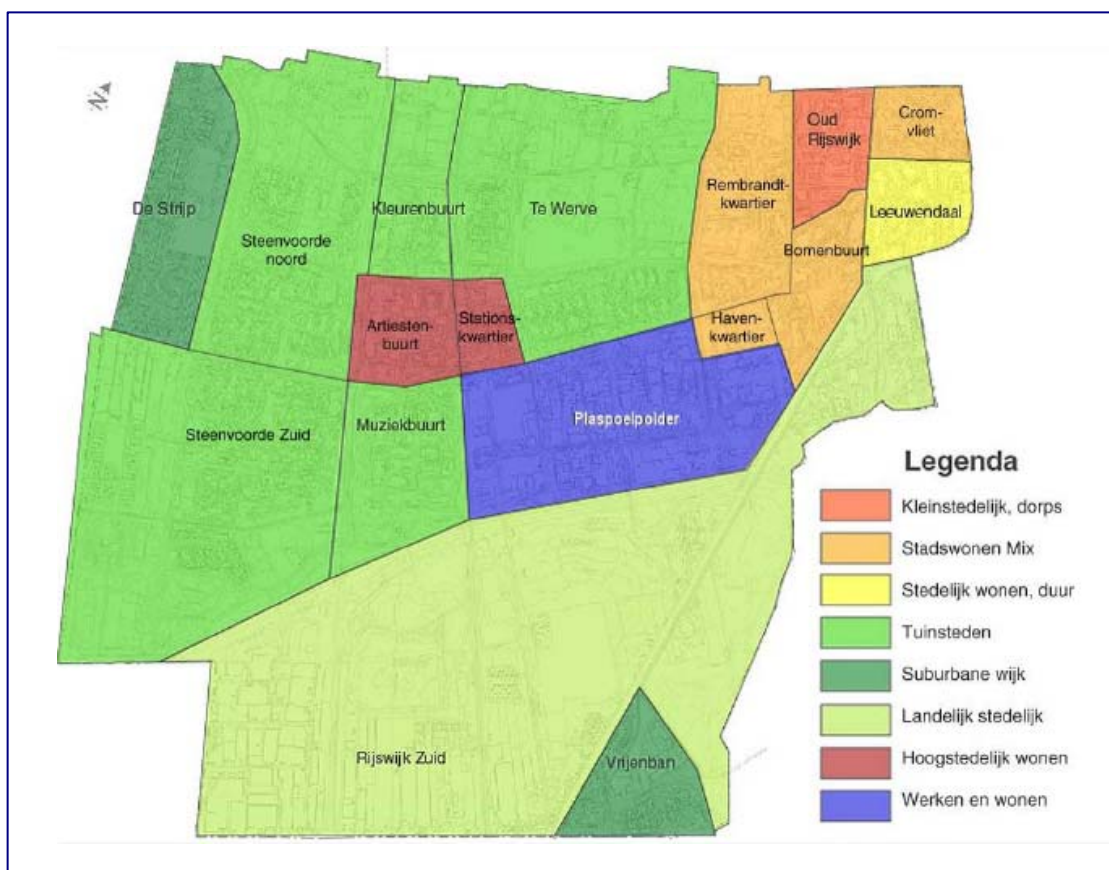 N
De Strijp
Steenvoorde
noord
Kleurenbuurt
Te Werve
Rembrandt-
kwartier
Oud
Rijswijk
Crom-
vliet
Leeuwendaal
Bomenbuurt
Artiesten-
buurt
Stations-
kwartier
Haven-
kwartier
Steenvoorde Zuid
Muziekbuurt
Plaspoelpolder
Rijswijk Zuid
Vrijenban
Legenda
Kleinstedelijk, dorps
Stadswonen Mix
Stedelijk wonen, duur
Tuinsteden
Suburbane wijk
Landelijk stedelijk
Hoogstedelijk wonen
Werken en wonen